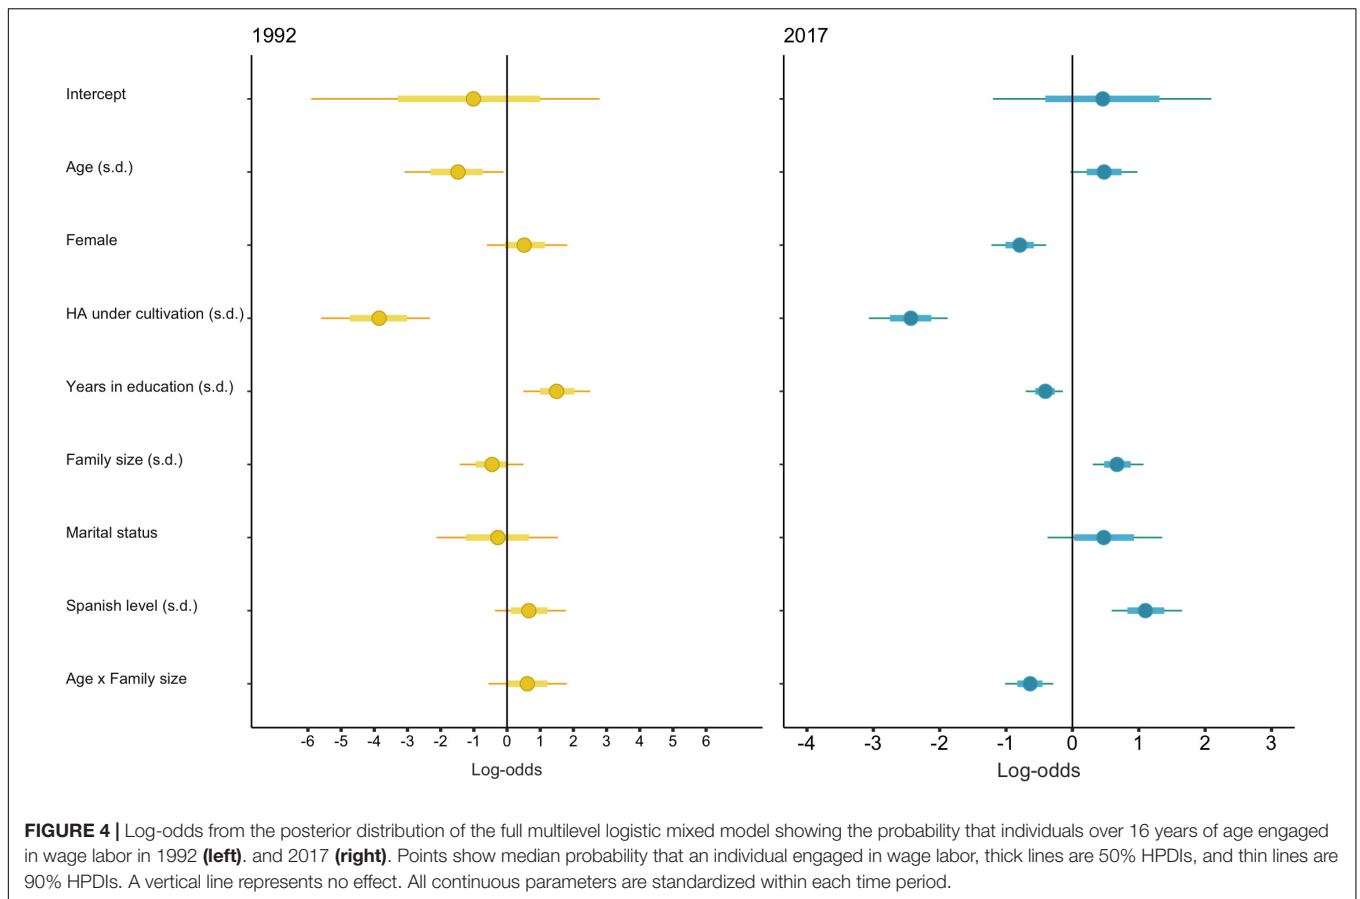 1992
2017
Intercept
Age (s.d.)
Female
HA under cultivation (s.d.)
Years in education (s.d.)
Family size (s.d.)
Marital status
Spanish level (s.d.)
Age x Family size
-6 -5 -4 -3 -2 -1 0 1 2 3 4 5 6
Log-odds
-4 -3 -2 -1 0 1 2 3
Log-odds
FIGURE 4 | Log-odds from the posterior distribution of the full multilevel logistic mixed model showing the probability that individuals over 16 years of age engaged
in wage labor in 1992 (left). and 2017 (right). Points show median probability that an individual engaged in wage labor, thick lines are 50% HPDIs, and thin lines are
90% HPDIs. A vertical line represents no effect. All continuous parameters are standardized within each time period.